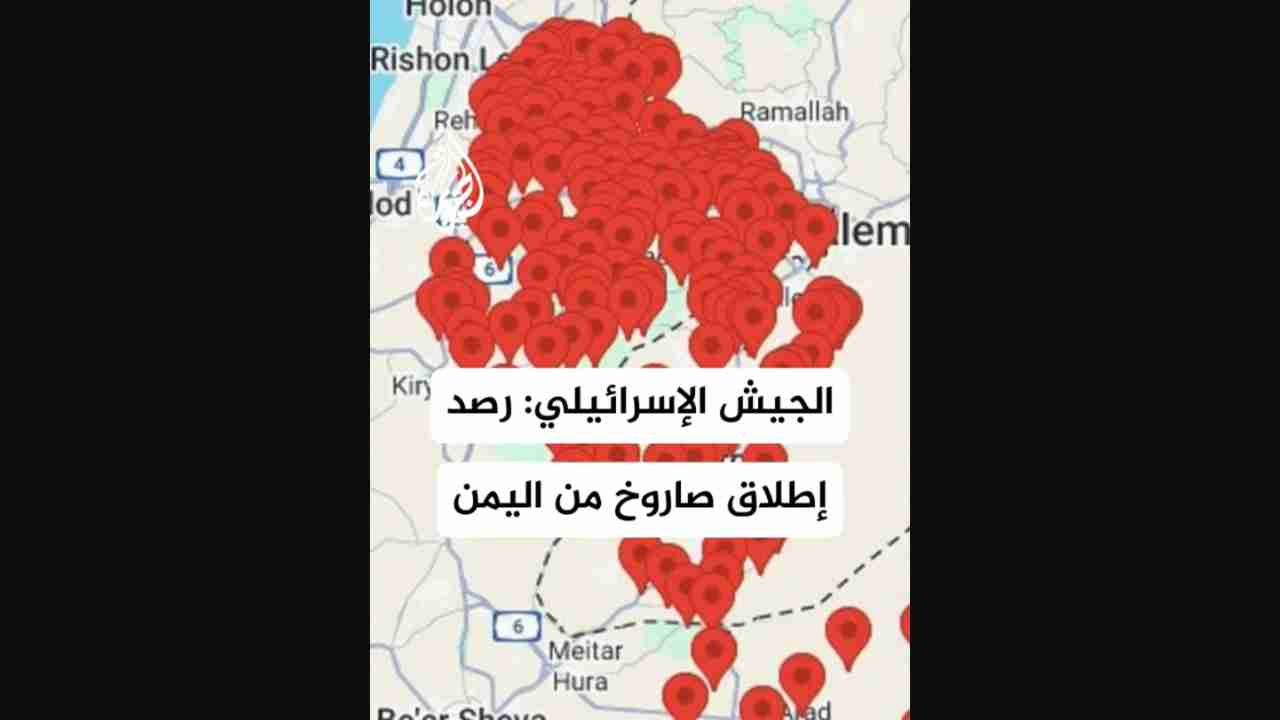 Holon
Rishon Le
Ramallah
Reh
4
lod
lem
6
Kiry
الجيش الإسرائيلي: رصد
إطلاق صاروخ من اليمن
6
Meitar
Hura
Arad
Be'er Sheva